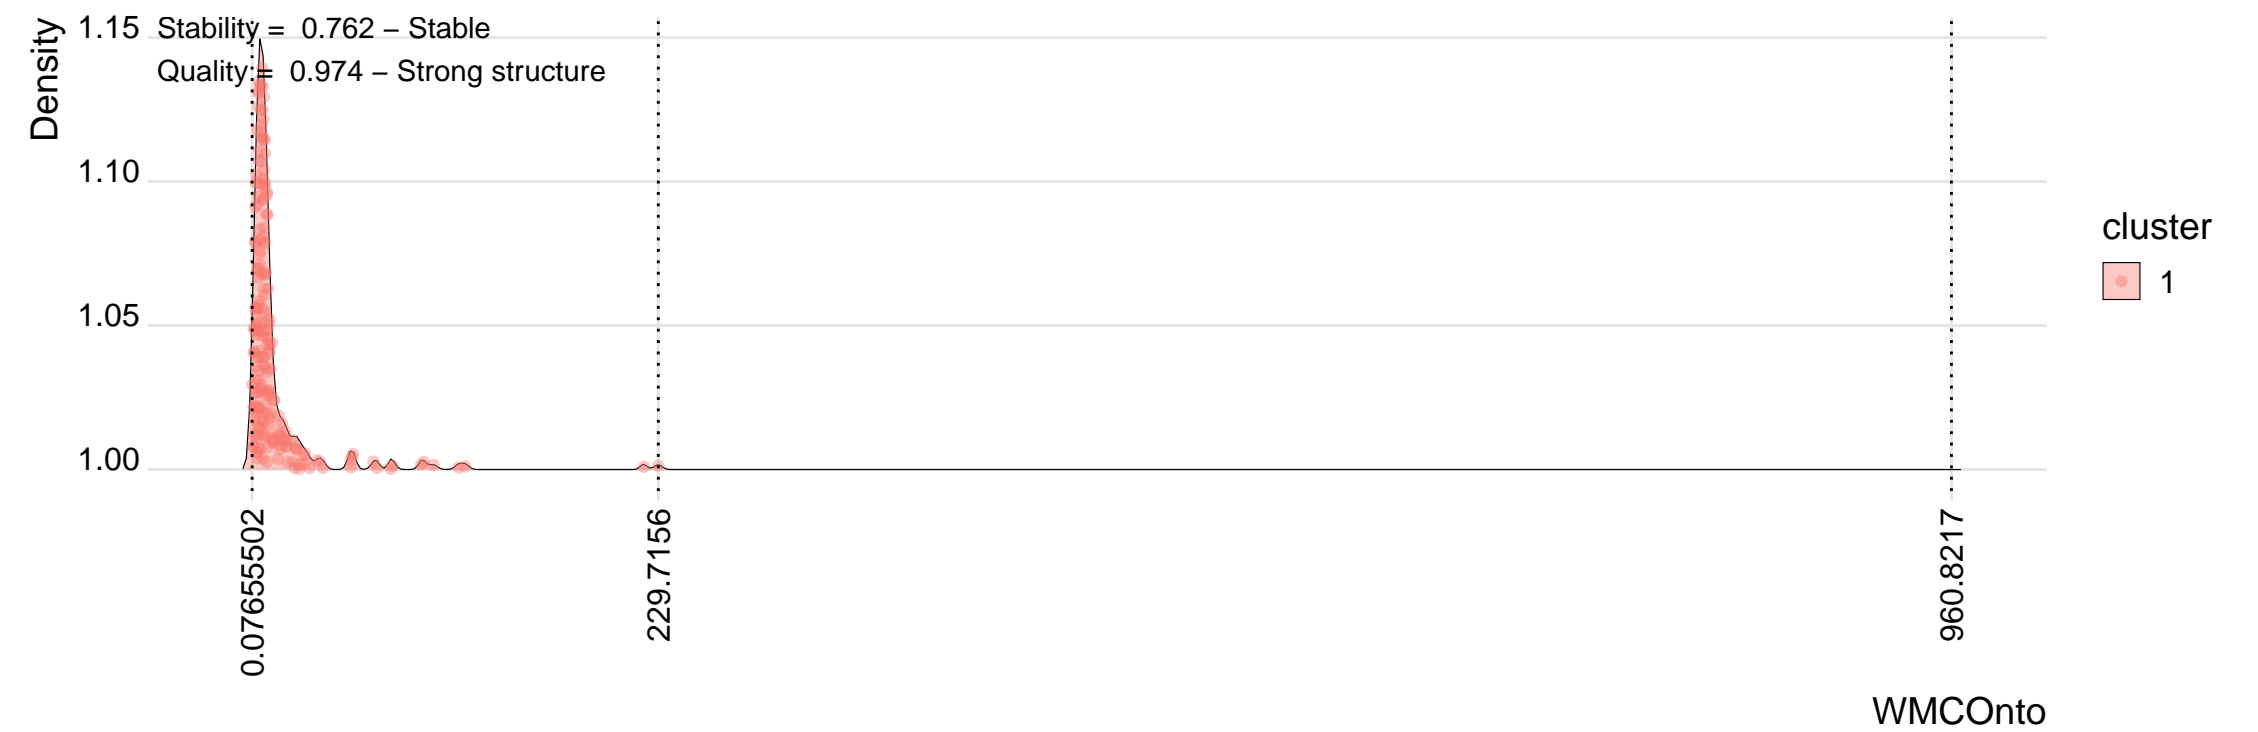 Stability =  0.762 – Stable
Quality =  0.974 – Strong structure
Density
1.15
1.10
1.05
1.00
0.07655502
229.7156
960.8217
WMCOnto
cluster
1